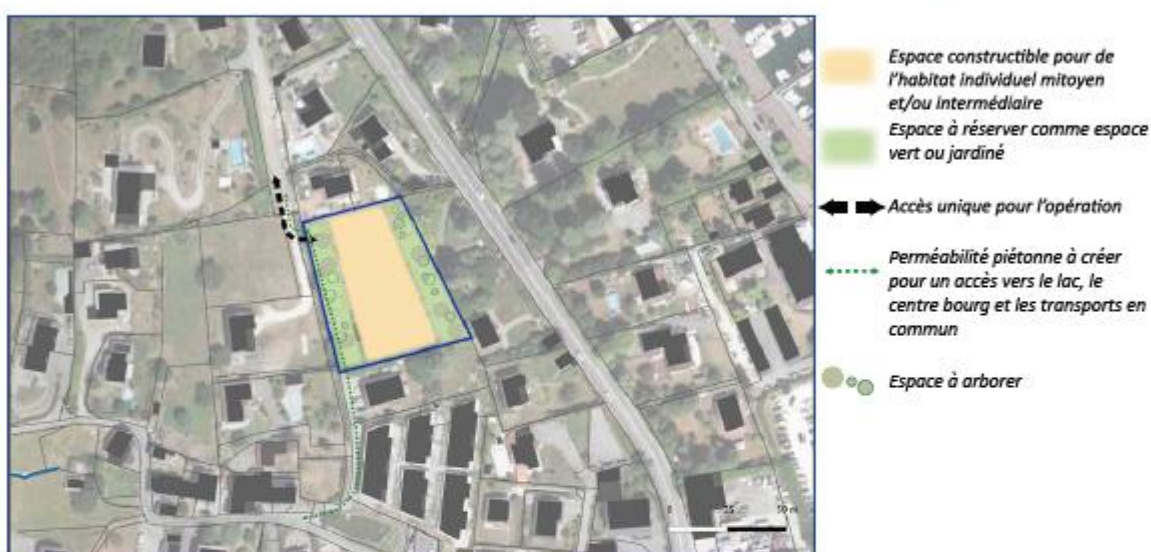 Espace constructible pour de
l'habitat individuel mitoyen
et/ou intermédiaire
Espace à réserver comme espace
vert ou jardiné
Accès unique pour l'opération
Perméabilité piétonne à créer
pour un accès vers le lac, le
centre bourg et les transports en
commun
Espace à arborer
0 25 50 m